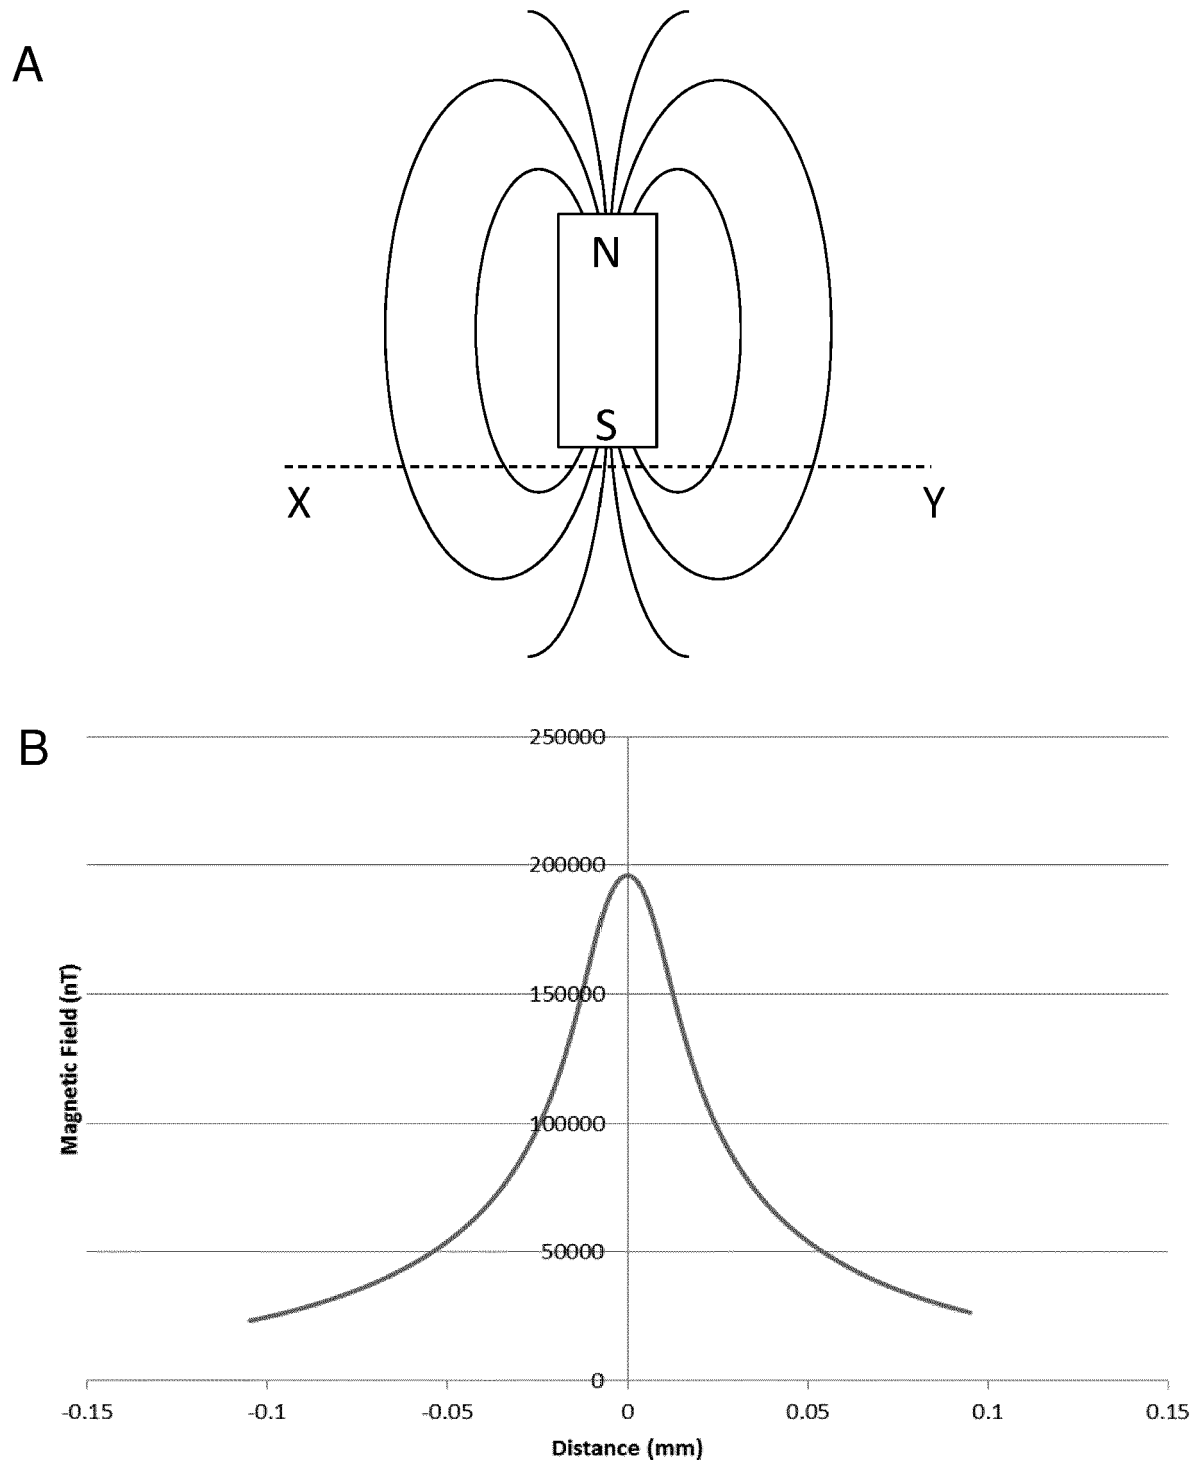 A
N
S
X Y
B
250000
200000
150000
100000
50000
0
Magnetic Field (nT)
-0.15 -0.1 -0.05 0 0.05 0.1 0.15
Distance (mm)